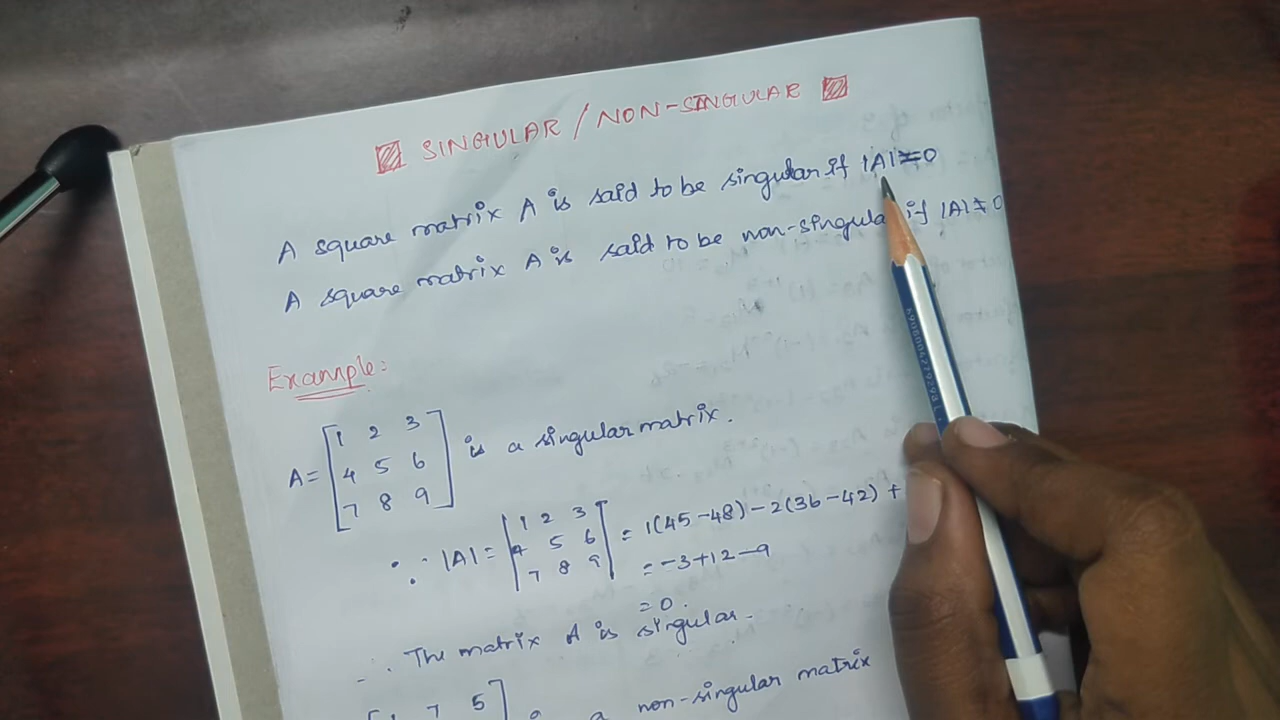 SINGULAR / NON-SINGULAR
A square matrix A is said to be singular if |A| = 0
A square matrix A is said to be non-singular if |A| ≠ 0
Example:
A = [1 2 3
4 5 6
7 8 9] is a singular matrix.
∵ |A| = |1 2 3
4 5 6
7 8 9| = 1(45-48) - 2(36-42) +
= -3+12-9
= 0.
∴ The matrix A is singular.
7 5] a non-singular matrix